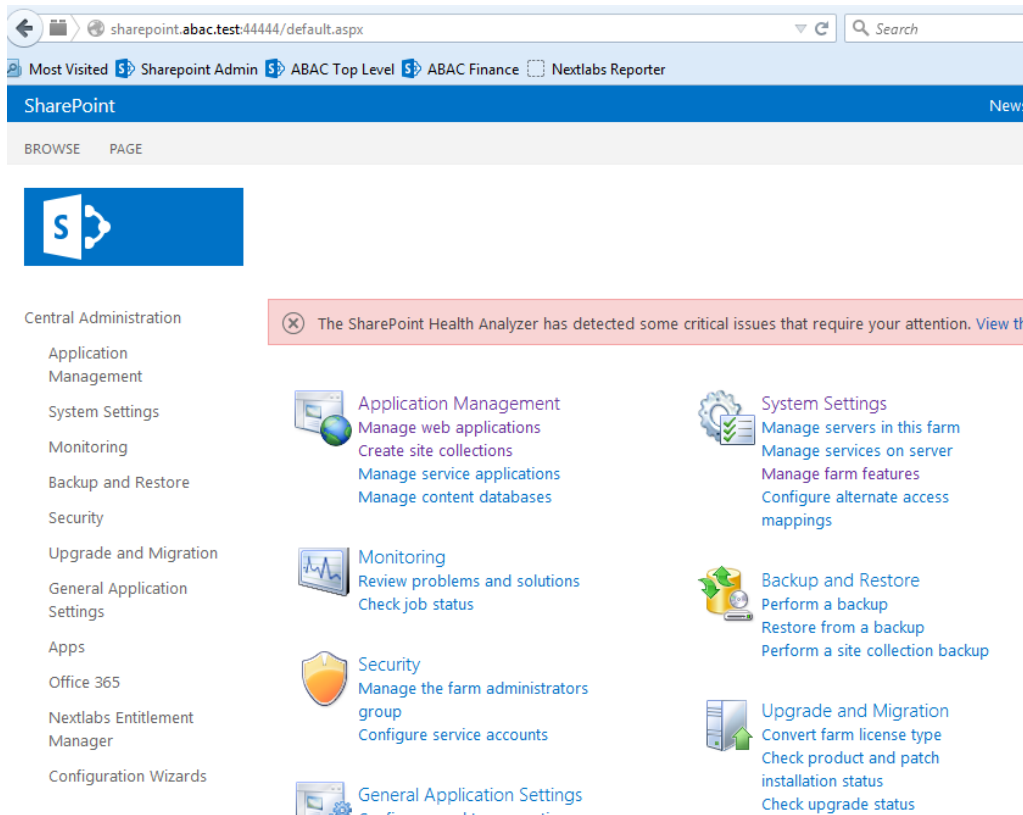 sharepoint.abac.test:44444/default.aspx
Search
Most Visited Sharepoint Admin ABAC Top Level ABAC Finance Nextlabs Reporter
SharePoint
News
BROWSE PAGE
S
Central Administration
Application
Management
System Settings
Monitoring
Backup and Restore
Security
Upgrade and Migration
General Application
Settings
Apps
Office 365
Nextlabs Entitlement
Manager
Configuration Wizards
The SharePoint Health Analyzer has detected some critical issues that require your attention. View th
Application Management
Manage web applications
Create site collections
Manage service applications
Manage content databases
Monitoring
Review problems and solutions
Check job status
Security
Manage the farm administrators
group
Configure service accounts
General Application Settings
System Settings
Manage servers in this farm
Manage services on server
Manage farm features
Configure alternate access
mappings
Backup and Restore
Perform a backup
Restore from a backup
Perform a site collection backup
Upgrade and Migration
Convert farm license type
Check product and patch
installation status
Check upgrade status